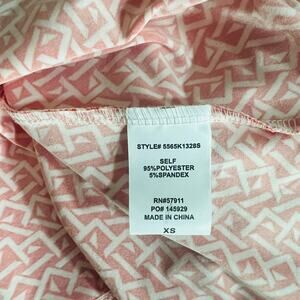 STYLE# 5565K1328S
SELF
95%POLYESTER
5%SPANDEX
RN#57911
PO# 145929
MADE IN CHINA
XS